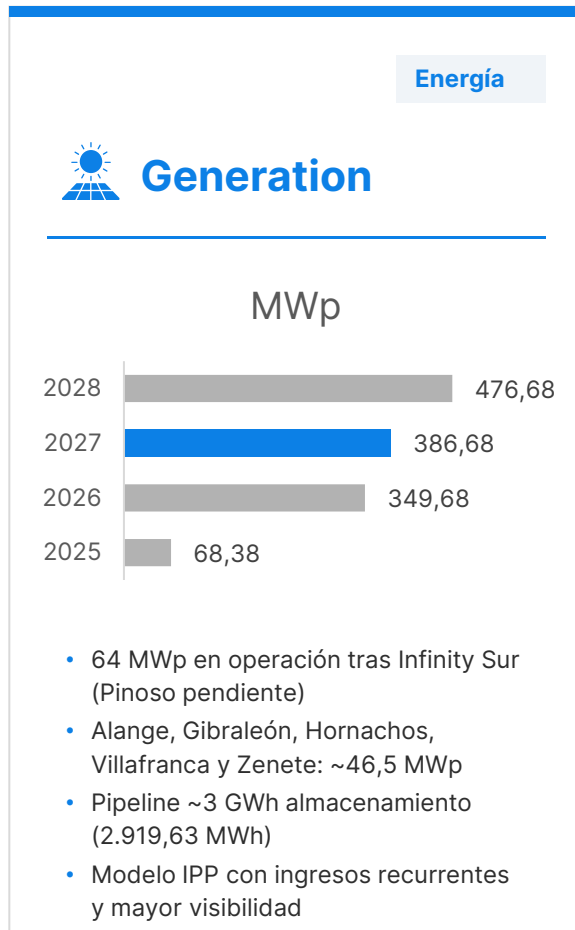 Energía
Generation
MWp
2028 476,68
2027 386,68
2026 349,68
2025 68,38
• 64 MWp en operación tras Infinity Sur
(Pinoso pendiente)
• Alange, Gibraleón, Hornachos,
Villafranca y Zenete: ~46,5 MWp
• Pipeline ~3 GWh almacenamiento
(2.919,63 MWh)
• Modelo IPP con ingresos recurrentes
y mayor visibilidad